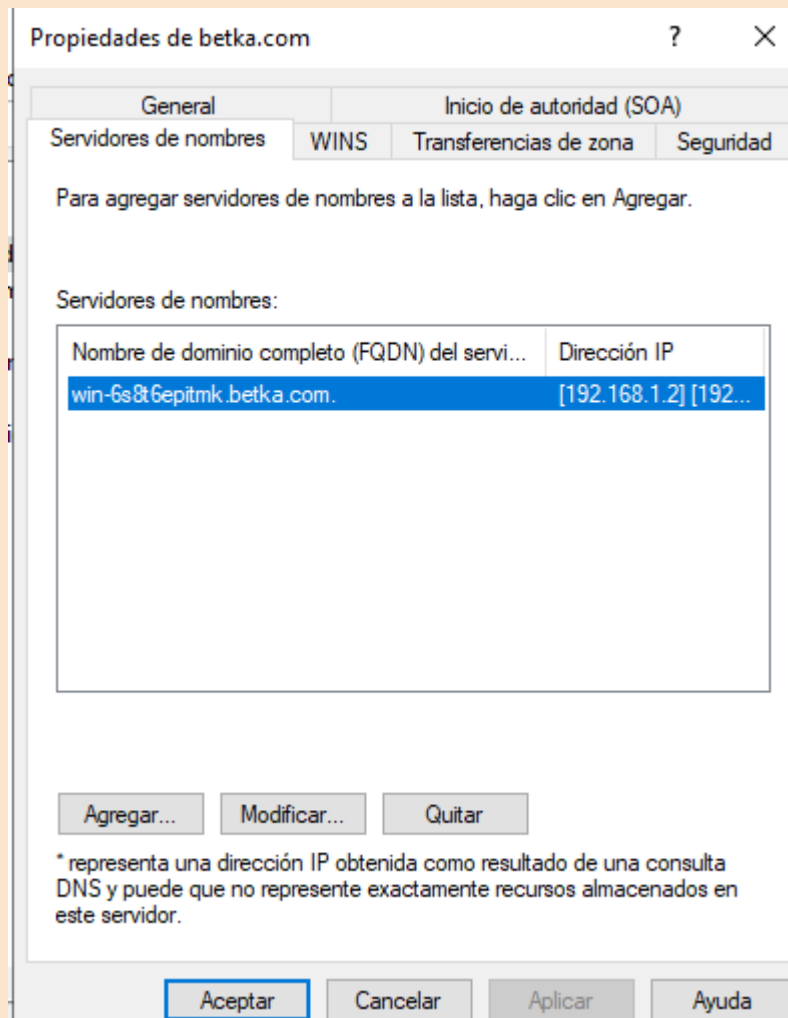 Propiedades de betka.com
?
General
Inicio de autoridad (SOA)
Servidores de nombres
WINS
Transferencias de zona
Seguridad
Para agregar servidores de nombres a la lista, haga clic en Agregar.
Servidores de nombres:
Nombre de dominio completo (FQDN) del servi...
Dirección IP
win-6s8t6epitmk.betka.com.
[192.168.1.2] [192...
Agregar...
Modificar...
Quitar
* representa una dirección IP obtenida como resultado de una consulta
DNS y puede que no represente exactamente recursos almacenados en
este servidor.
Aceptar
Cancelar
Aplicar
Ayuda